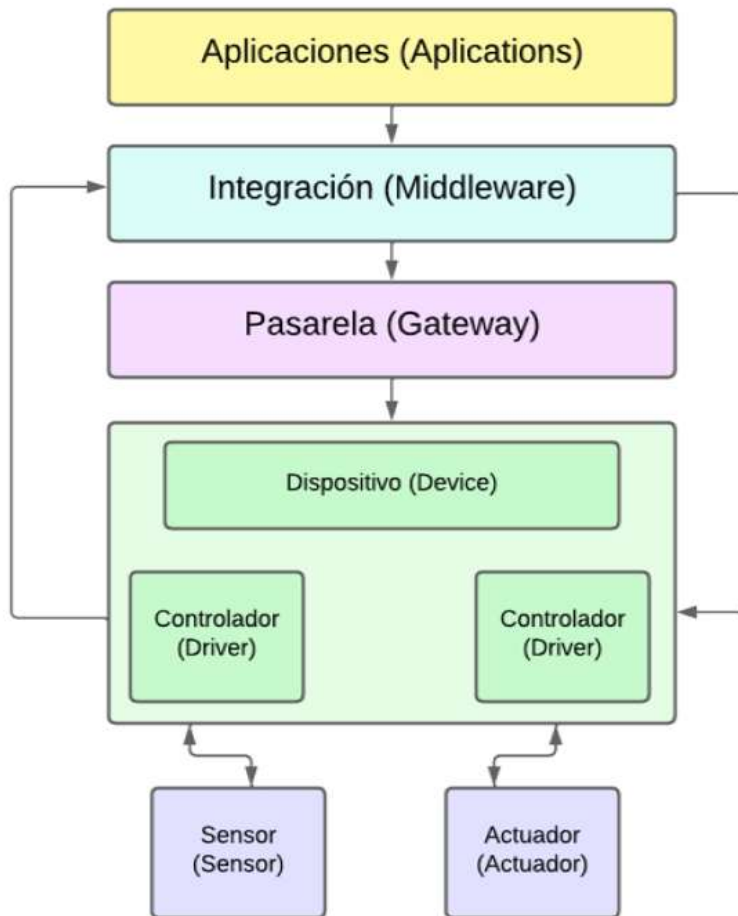 Aplicaciones (Aplications)
Integración (Middleware)
Pasarela (Gateway)
Dispositivo (Device)
Controlador
(Driver)
Controlador
(Driver)
Sensor
(Sensor)
Actuador
(Actuador)